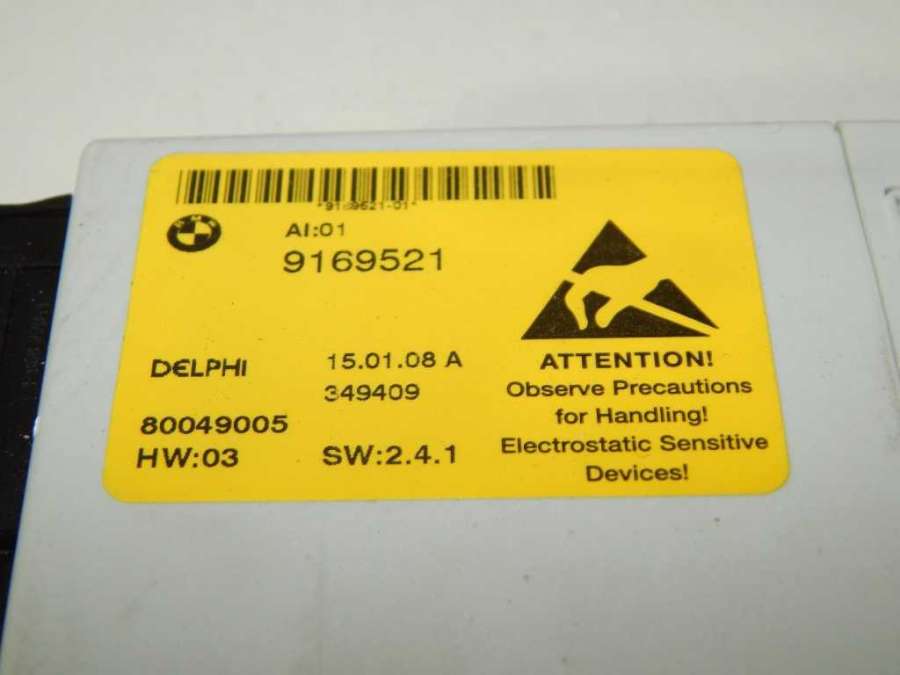 *9169521-01*
BMW
AI:01
9169521
DELPHI
15.01.08 A
349409
80049005
HW:03
SW:2.4.1
ATTENTION!
Observe Precautions
for Handling!
Electrostatic Sensitive
Devices!